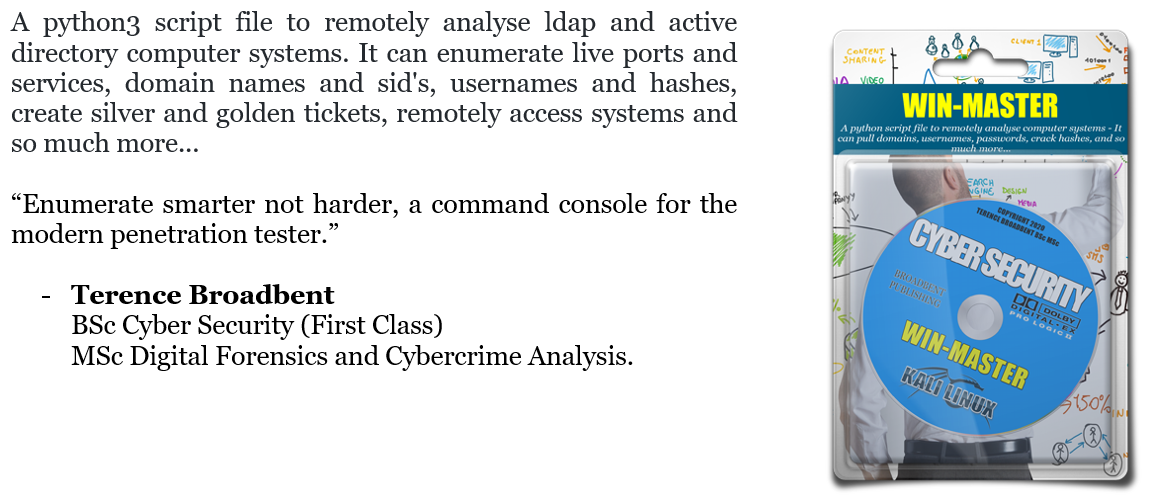 A python3 script file to remotely analyse ldap and active
directory computer systems. It can enumerate live ports and
services, domain names and sid's, usernames and hashes,
create silver and golden tickets, remotely access systems and
so much more...
“Enumerate smarter not harder, a command console for the
modern penetration tester.”
- Terence Broadbent
BSc Cyber Security (First Class)
MSc Digital Forensics and Cybercrime Analysis.
CONTENT
SHARING
VIDEO
CLIENT 1
WIN-MASTER
A python script file to remotely analyse computer systems - It
can pull domains, usernames, passwords, crack hashes, and so
much more...
DESIGN
MEDIA
SMS
COPYRIGHT 2020
TERENCE BROADBENT BSc MSc
CYBER SECURITY
BROADBENT
PUBLISHING
DOLBY
DIGITAL·EX
PRO LOGIC II
WIN-MASTER
KALI LINUX
150%